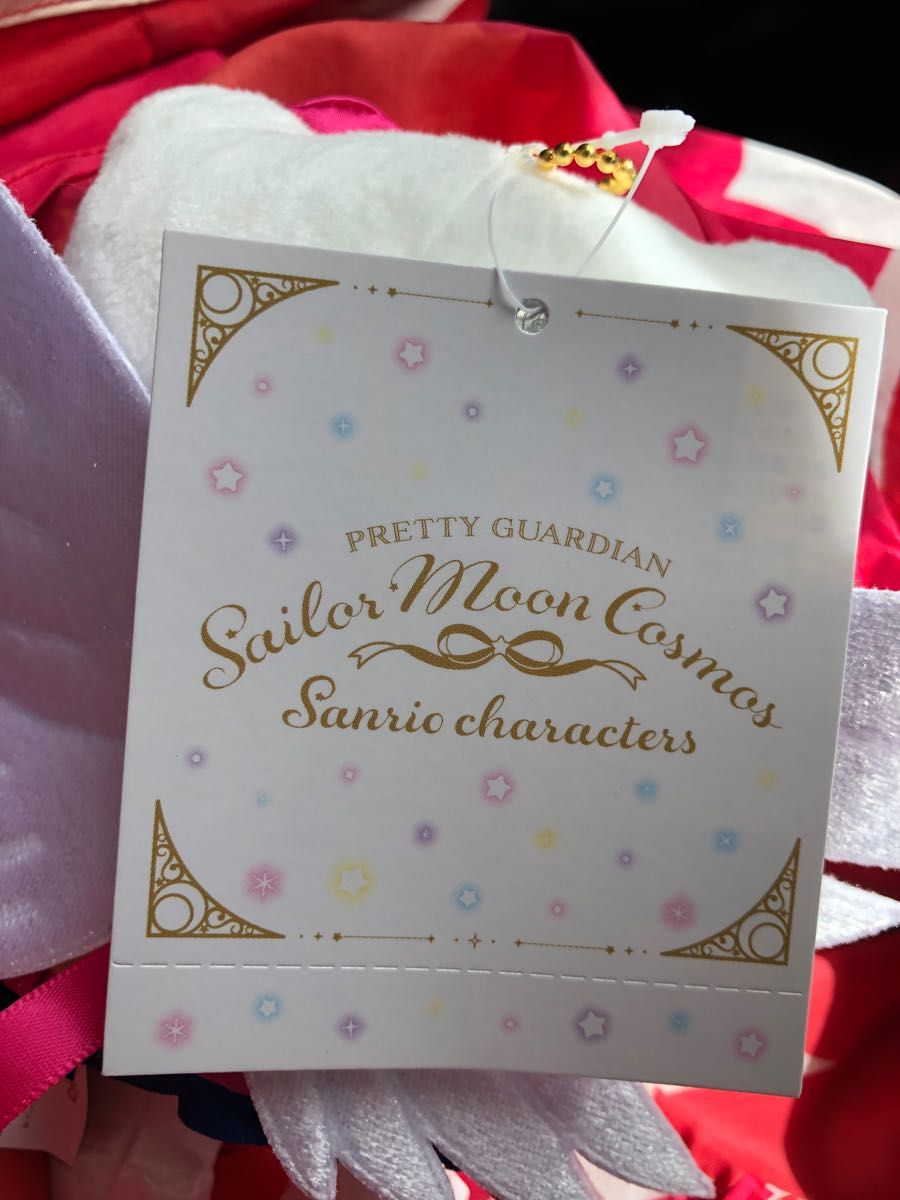 PRETTY GUARDIAN
Sailor Moon Cosmos
Sanrio characters